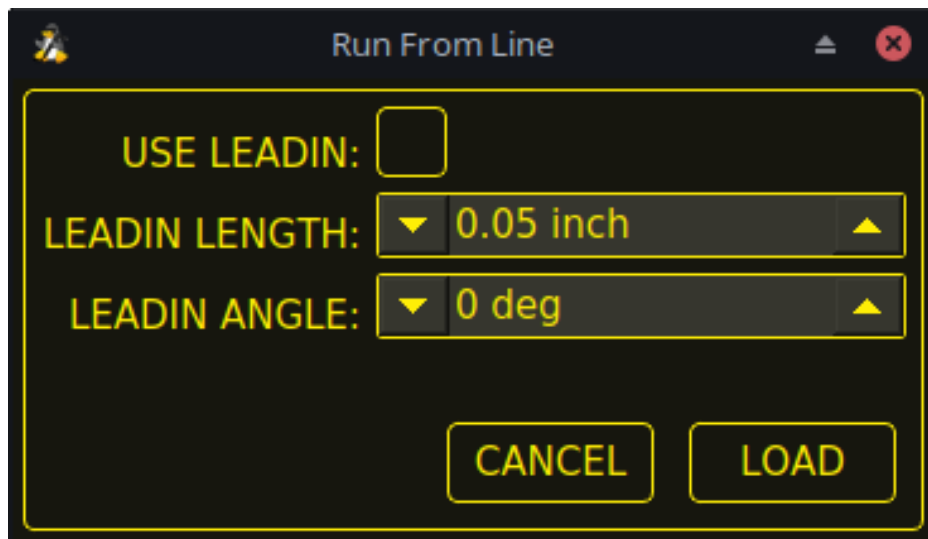 Run From Line
USE LEADIN:
LEADIN LENGTH: 0.05 inch
LEADIN ANGLE: 0 deg
CANCEL LOAD